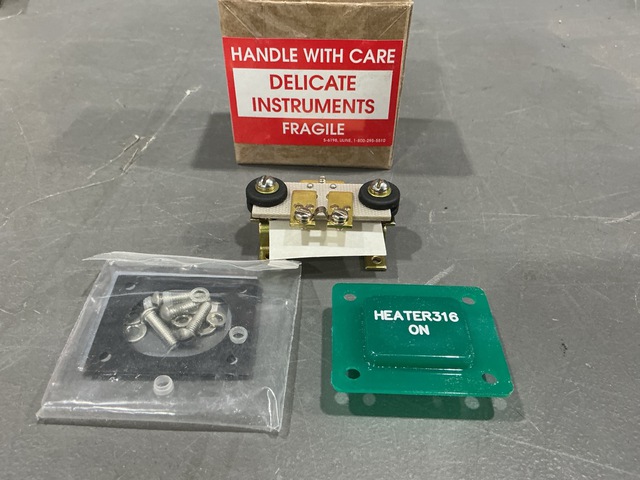 HANDLE WITH CARE
DELICATE
INSTRUMENTS
FRAGILE
HEATER316
ON